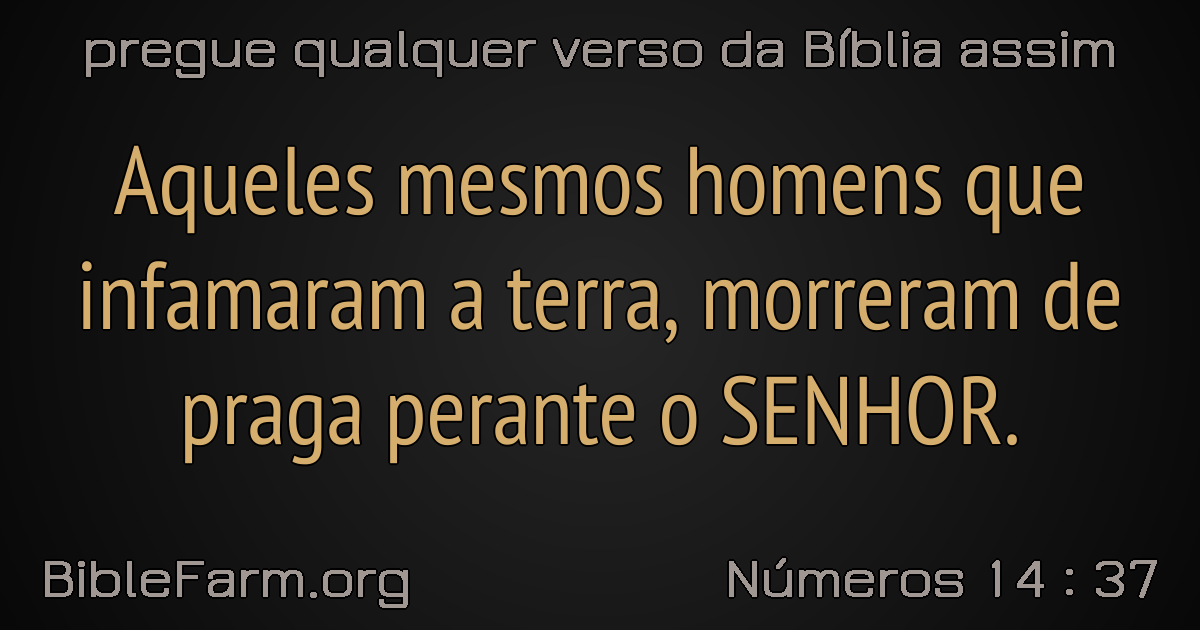 pregue qualquer verso da Bíblia assim
Aqueles mesmos homens que
infamaram a terra, morreram de
praga perante o SENHOR.
BibleFarm.org
Números 14 : 37